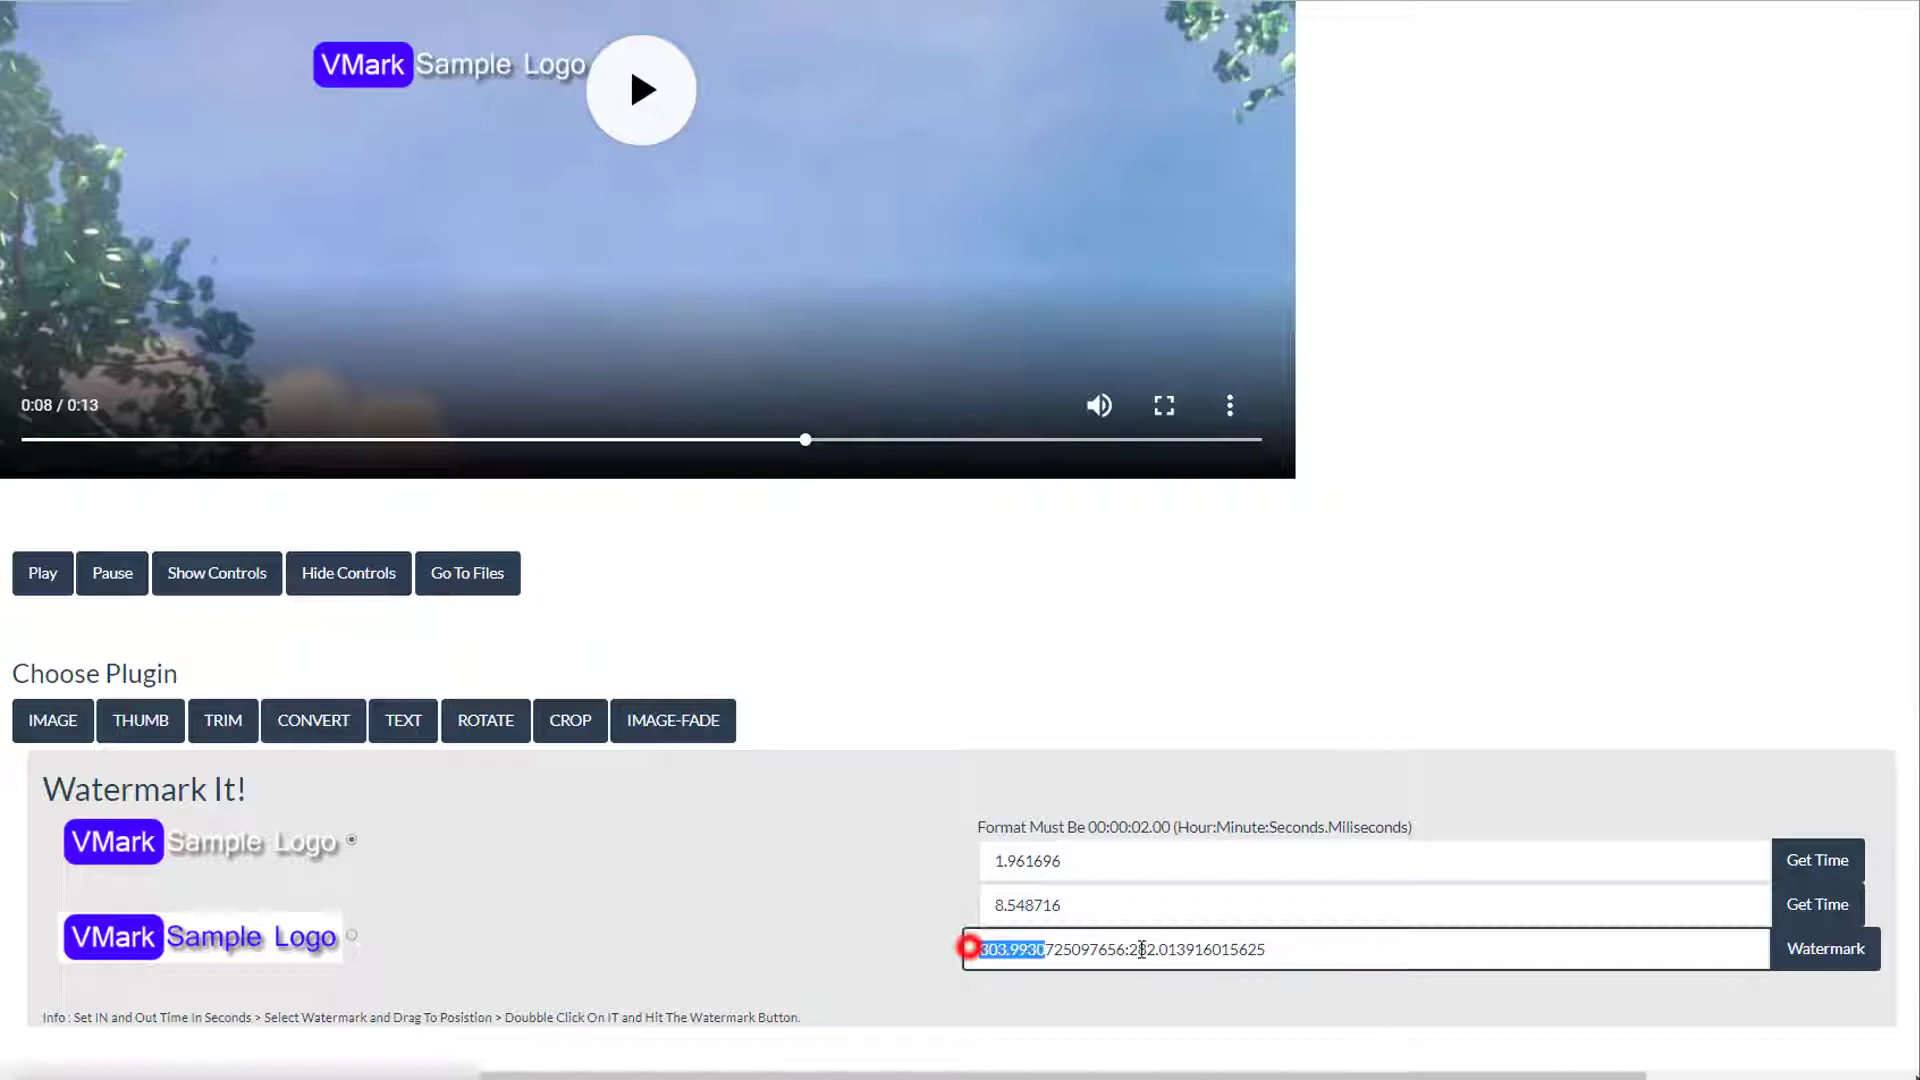 VMark Sample Logo
0:08 / 0:13
Play Pause Show Controls Hide Controls Go To Files
Choose Plugin
IMAGE THUMB TRIM CONVERT TEXT ROTATE CROP IMAGE-FADE
Watermark It!
VMark Sample Logo
VMark Sample Logo
Format Must Be 00:00:02.00 (Hour:Minute:Seconds.Miliseconds)
1.961696 Get Time
8.548716 Get Time
303.9930725097656:282.013916015625 Watermark
Info : Set IN and Out Time In Seconds > Select Watermark and Drag To Posistion > Doubble Click On IT and Hit The Watermark Button.